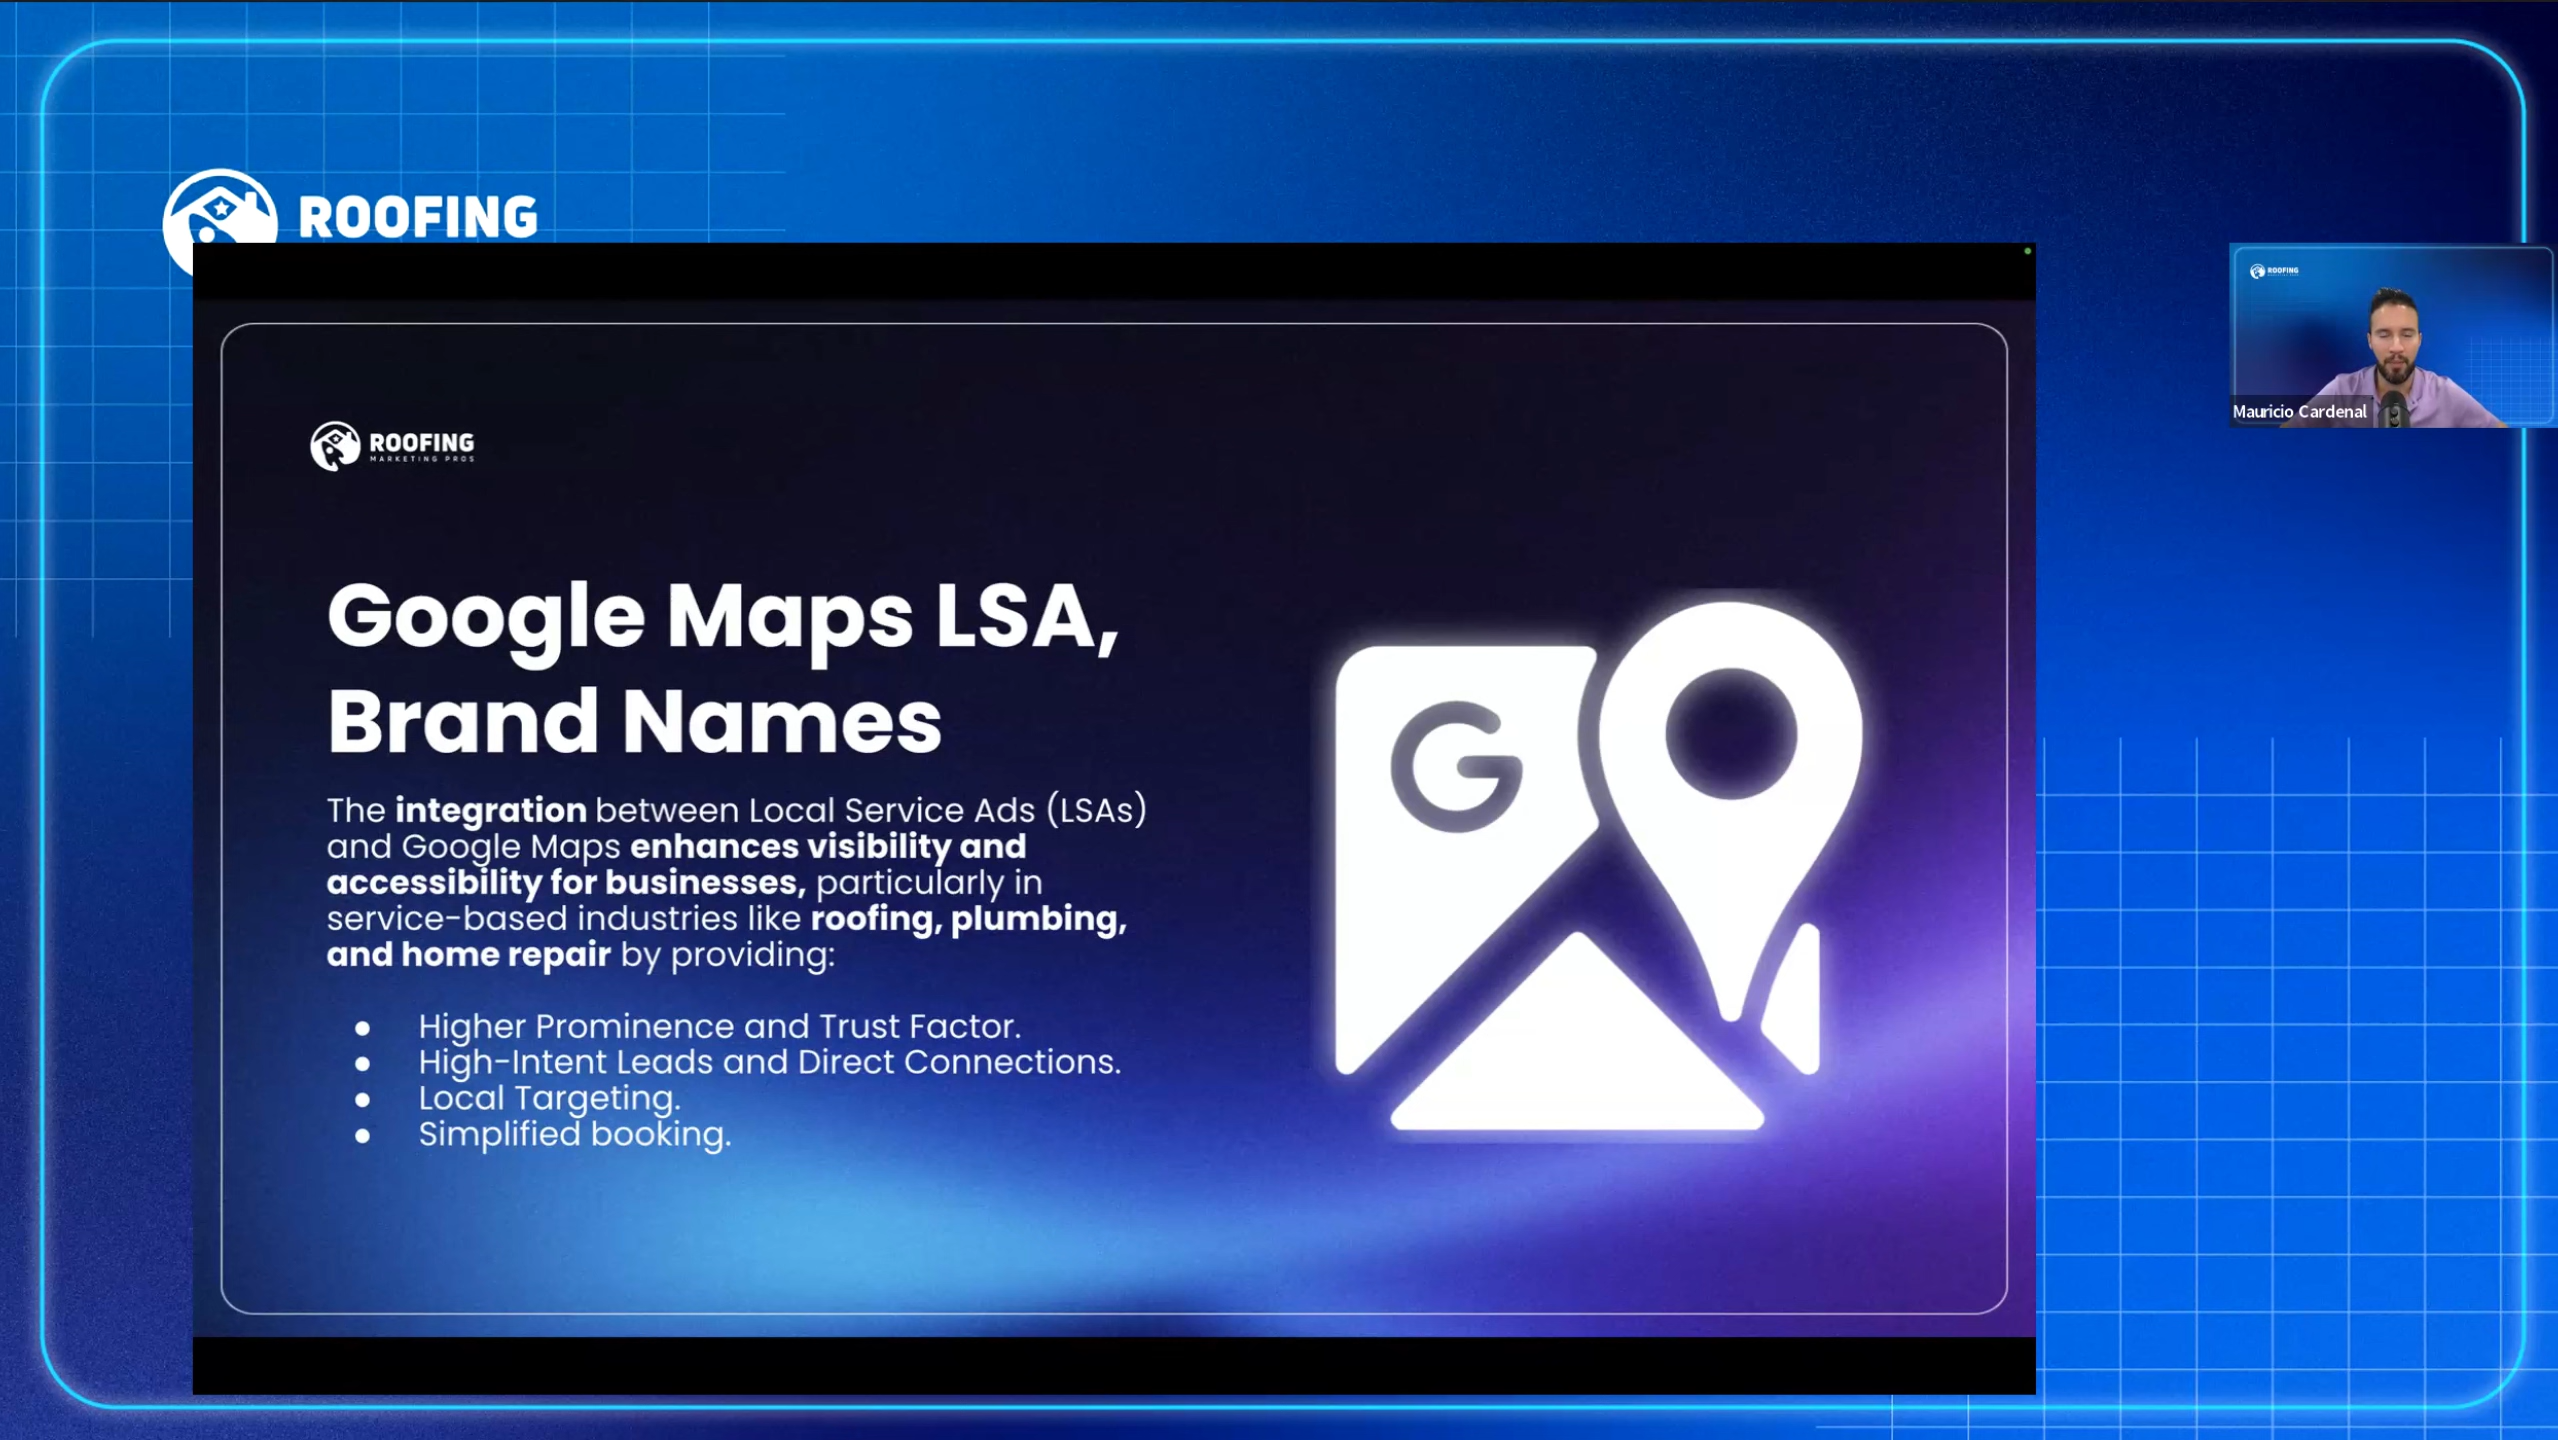 ROOFING
ROOFING
Mauricio Cardenal
ROOFING
MARKETING PROS
Google Maps LSA,
Brand Names
The integration between Local Service Ads (LSAs)
and Google Maps enhances visibility and
accessibility for businesses, particularly in
service-based industries like roofing, plumbing,
and home repair by providing:
● Higher Prominence and Trust Factor.
● High-Intent Leads and Direct Connections.
● Local Targeting.
● Simplified booking.
G